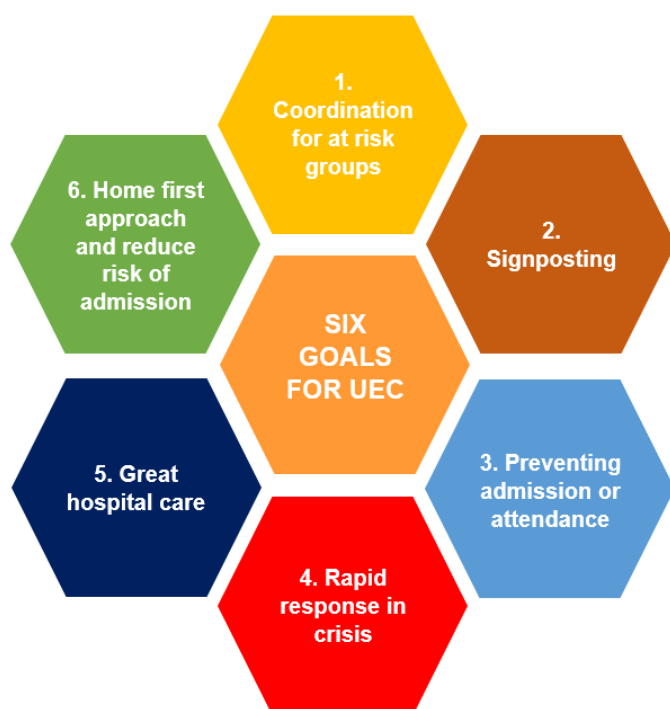 1.
Coordination
for at risk
groups
2.
Signposting
3. Preventing
admission or
attendance
4. Rapid
response in
crisis
5. Great
hospital care
6. Home first
approach
and reduce
risk of
admission
SIX
GOALS
FOR UEC